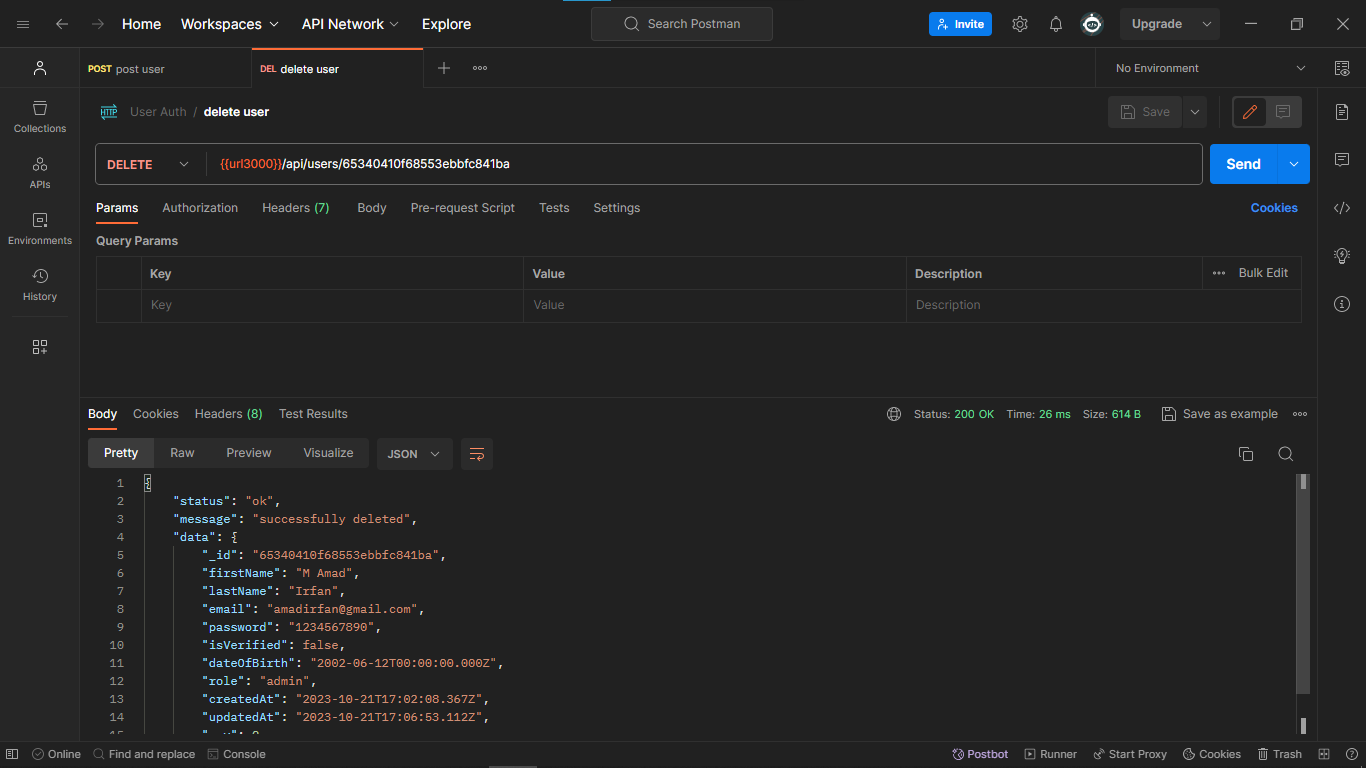 Home Workspaces API Network Explore Search Postman Invite Upgrade
POST post user DEL delete user No Environment
HTTP User Auth / delete user Save
Collections
APIs
Environments
History
DELETE {{url3000}}/api/users/65340410f68553ebbfc841ba Send
Params Authorization Headers (7) Body Pre-request Script Tests Settings Cookies
Query Params
Key Value Description Bulk Edit
Key Value Description
Body Cookies Headers (8) Test Results Status: 200 OK Time: 26 ms Size: 614 B Save as example
Pretty Raw Preview Visualize JSON
1 {
2 "status": "ok",
3 "message": "successfully deleted",
4 "data": {
5 "_id": "65340410f68553ebbfc841ba",
6 "firstName": "M Amad",
7 "lastName": "Irfan",
8 "email": "amadirfan@gmail.com",
9 "password": "1234567890",
10 "isVerified": false,
11 "dateOfBirth": "2002-06-12T00:00:00.000Z",
12 "role": "admin",
13 "createdAt": "2023-10-21T17:02:08.367Z",
14 "updatedAt": "2023-10-21T17:06:53.112Z",
Online Find and replace Console Postbot Runner Start Proxy Cookies Trash